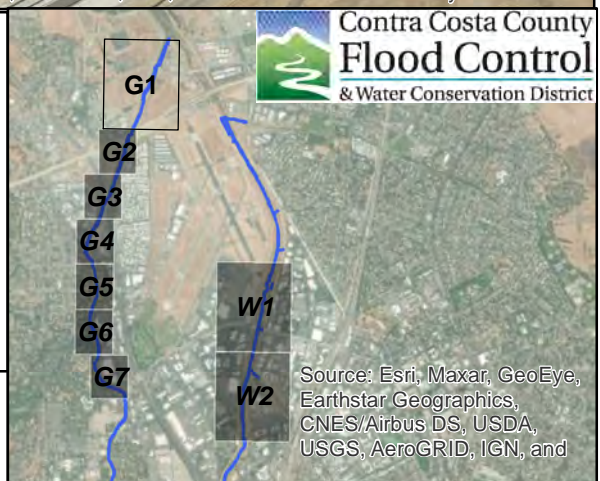 Contra Costa County
Flood Control
& Water Conservation District
G1
G2
G3
G4
G5
G6
G7
W1
W2
Source: Esri, Maxar, GeoEye,
Earthstar Geographics,
CNES/Airbus DS, USDA,
USGS, AeroGRID, IGN, and